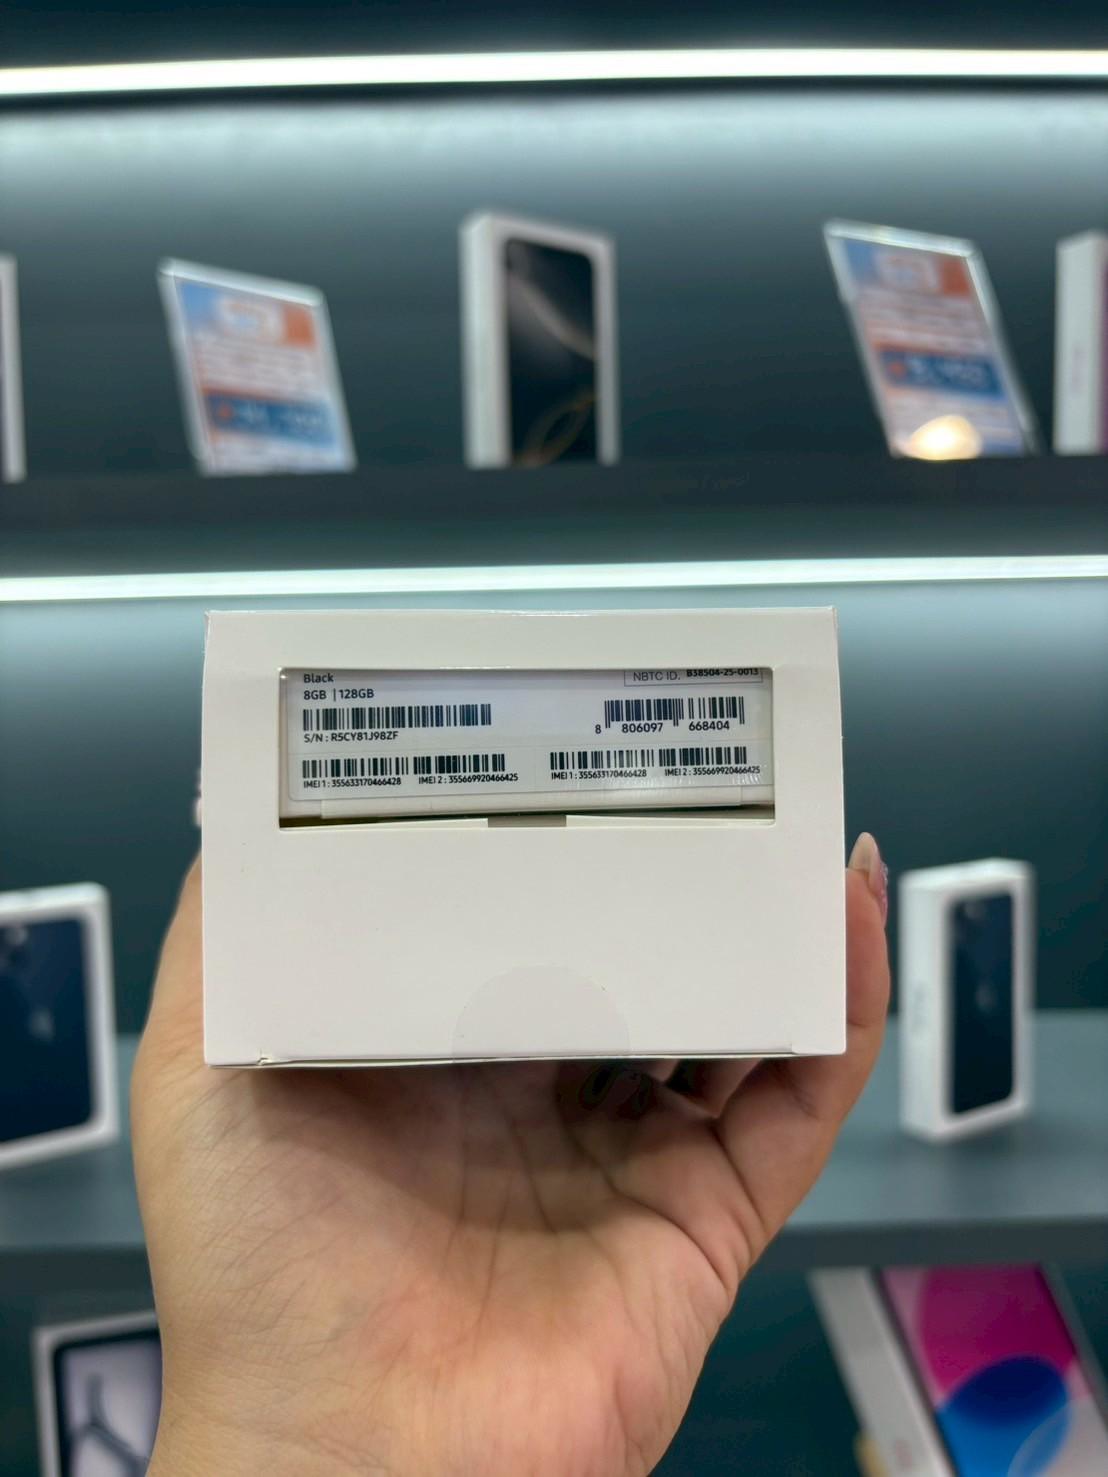 Black
NBTC ID. B38504-25-0013
8GB | 128GB
S/N : R5CY81J98ZF
8 806097 668404
IMEI 1 : 355633170466428 IMEI 2 : 355669920466425
IMEI 1 : 355633170466428 IMEI 2 : 355669920466425